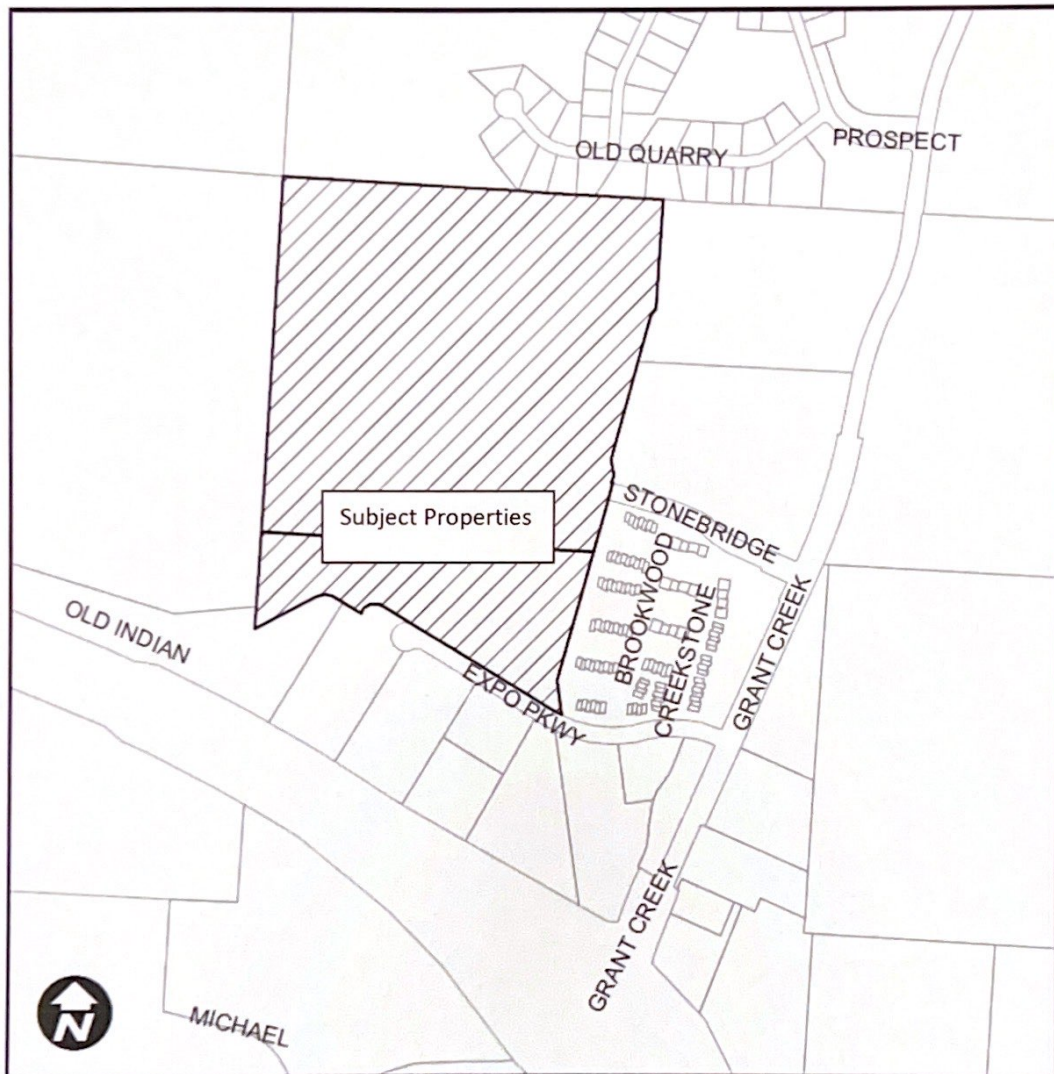 OLD QUARRY
PROSPECT
STONEBRIDGE
Subject Properties
BROOKWOOD
CREEKSTONE
GRANT CREEK
OLD INDIAN
EXPO PKWY
GRANT CREEK
N
MICHAEL